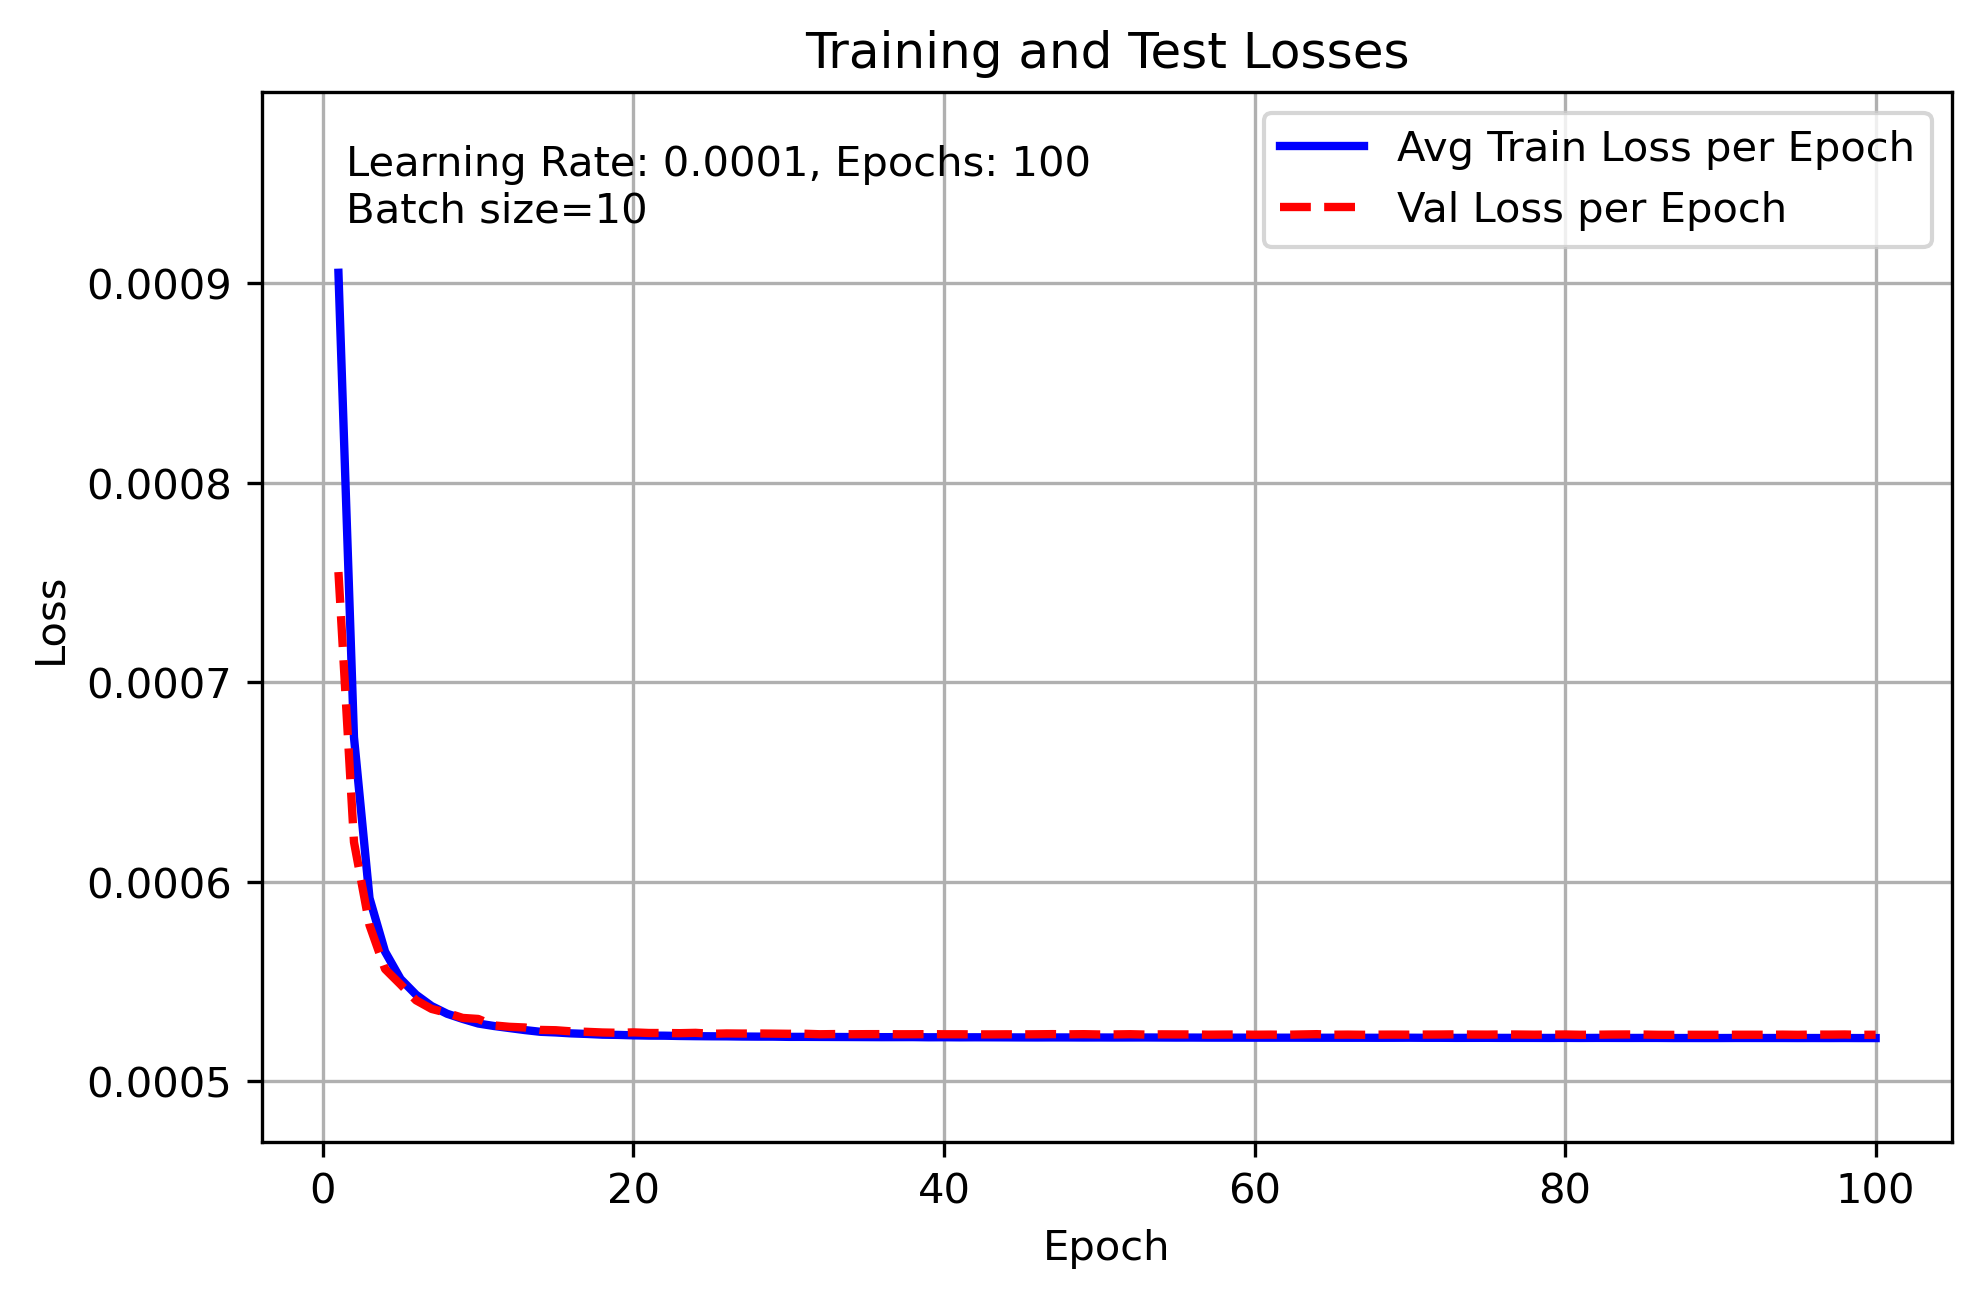 Training and Test Losses
Learning Rate: 0.0001, Epochs: 100
Batch size=10
Avg Train Loss per Epoch
Val Loss per Epoch
0.0009
0.0008
0.0007
0.0006
0.0005
Loss
0 20 40 60 80 100
Epoch